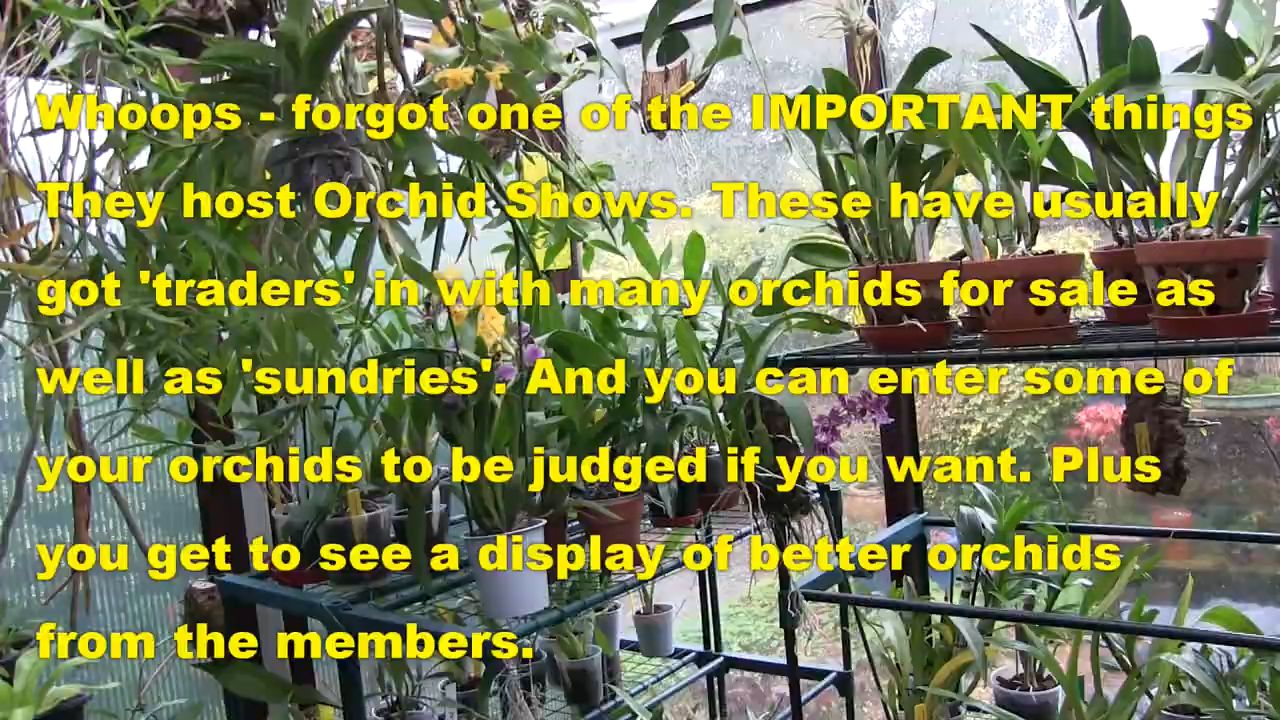 Whoops - forgot one of the IMPORTANT things
They host Orchid Shows. These have usually
got 'traders' in with many orchids for sale as
well as 'sundries'. And you can enter some of
your orchids to be judged if you want. Plus
you get to see a display of better orchids
from the members.